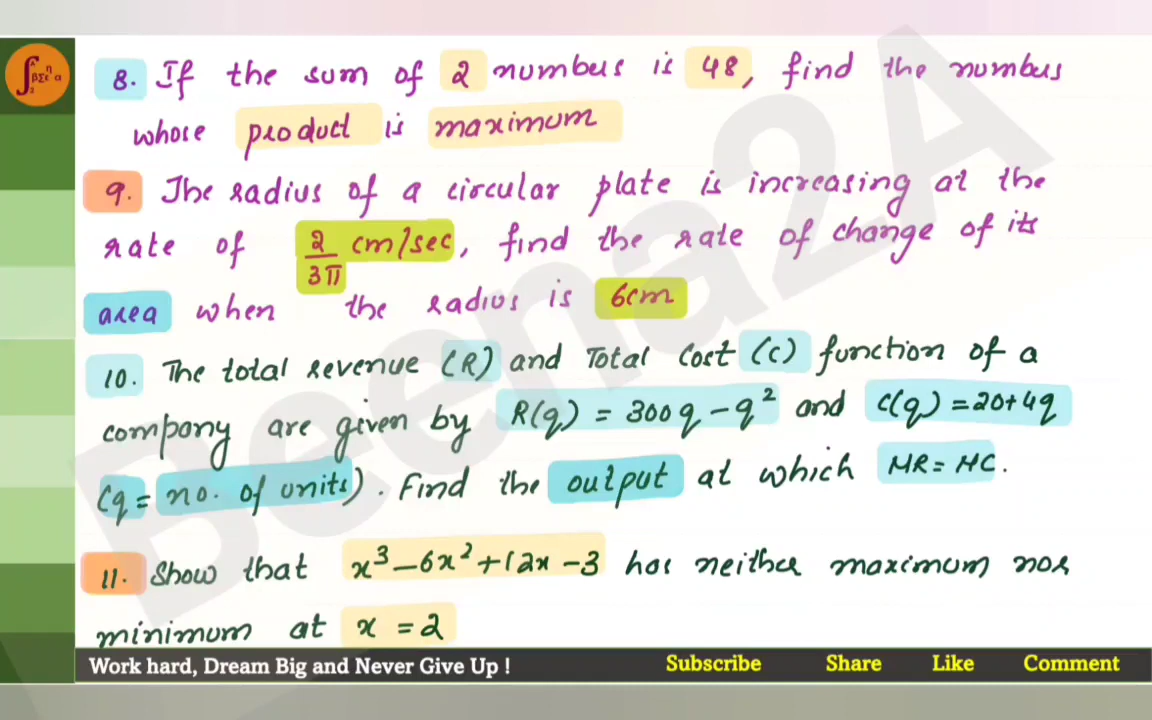 8. If the sum of 2 numbers is 48, find the numbers
whose product is maximum
9. The radius of a circular plate is increasing at the
rate of 2/3π cm/sec, find the rate of change of its
area when the radius is 6cm
10. The total revenue (R) and Total Cost (C) function of a
company are given by R(q) = 300q - q² and C(q) = 20+4q
(q = no. of units). Find the output at which MR = MC.
11. Show that x³ - 6x² + 12x - 3 has neither maximum nor
minimum at x = 2
Work hard, Dream Big and Never Give Up ! Subscribe Share Like Comment
Beena2A